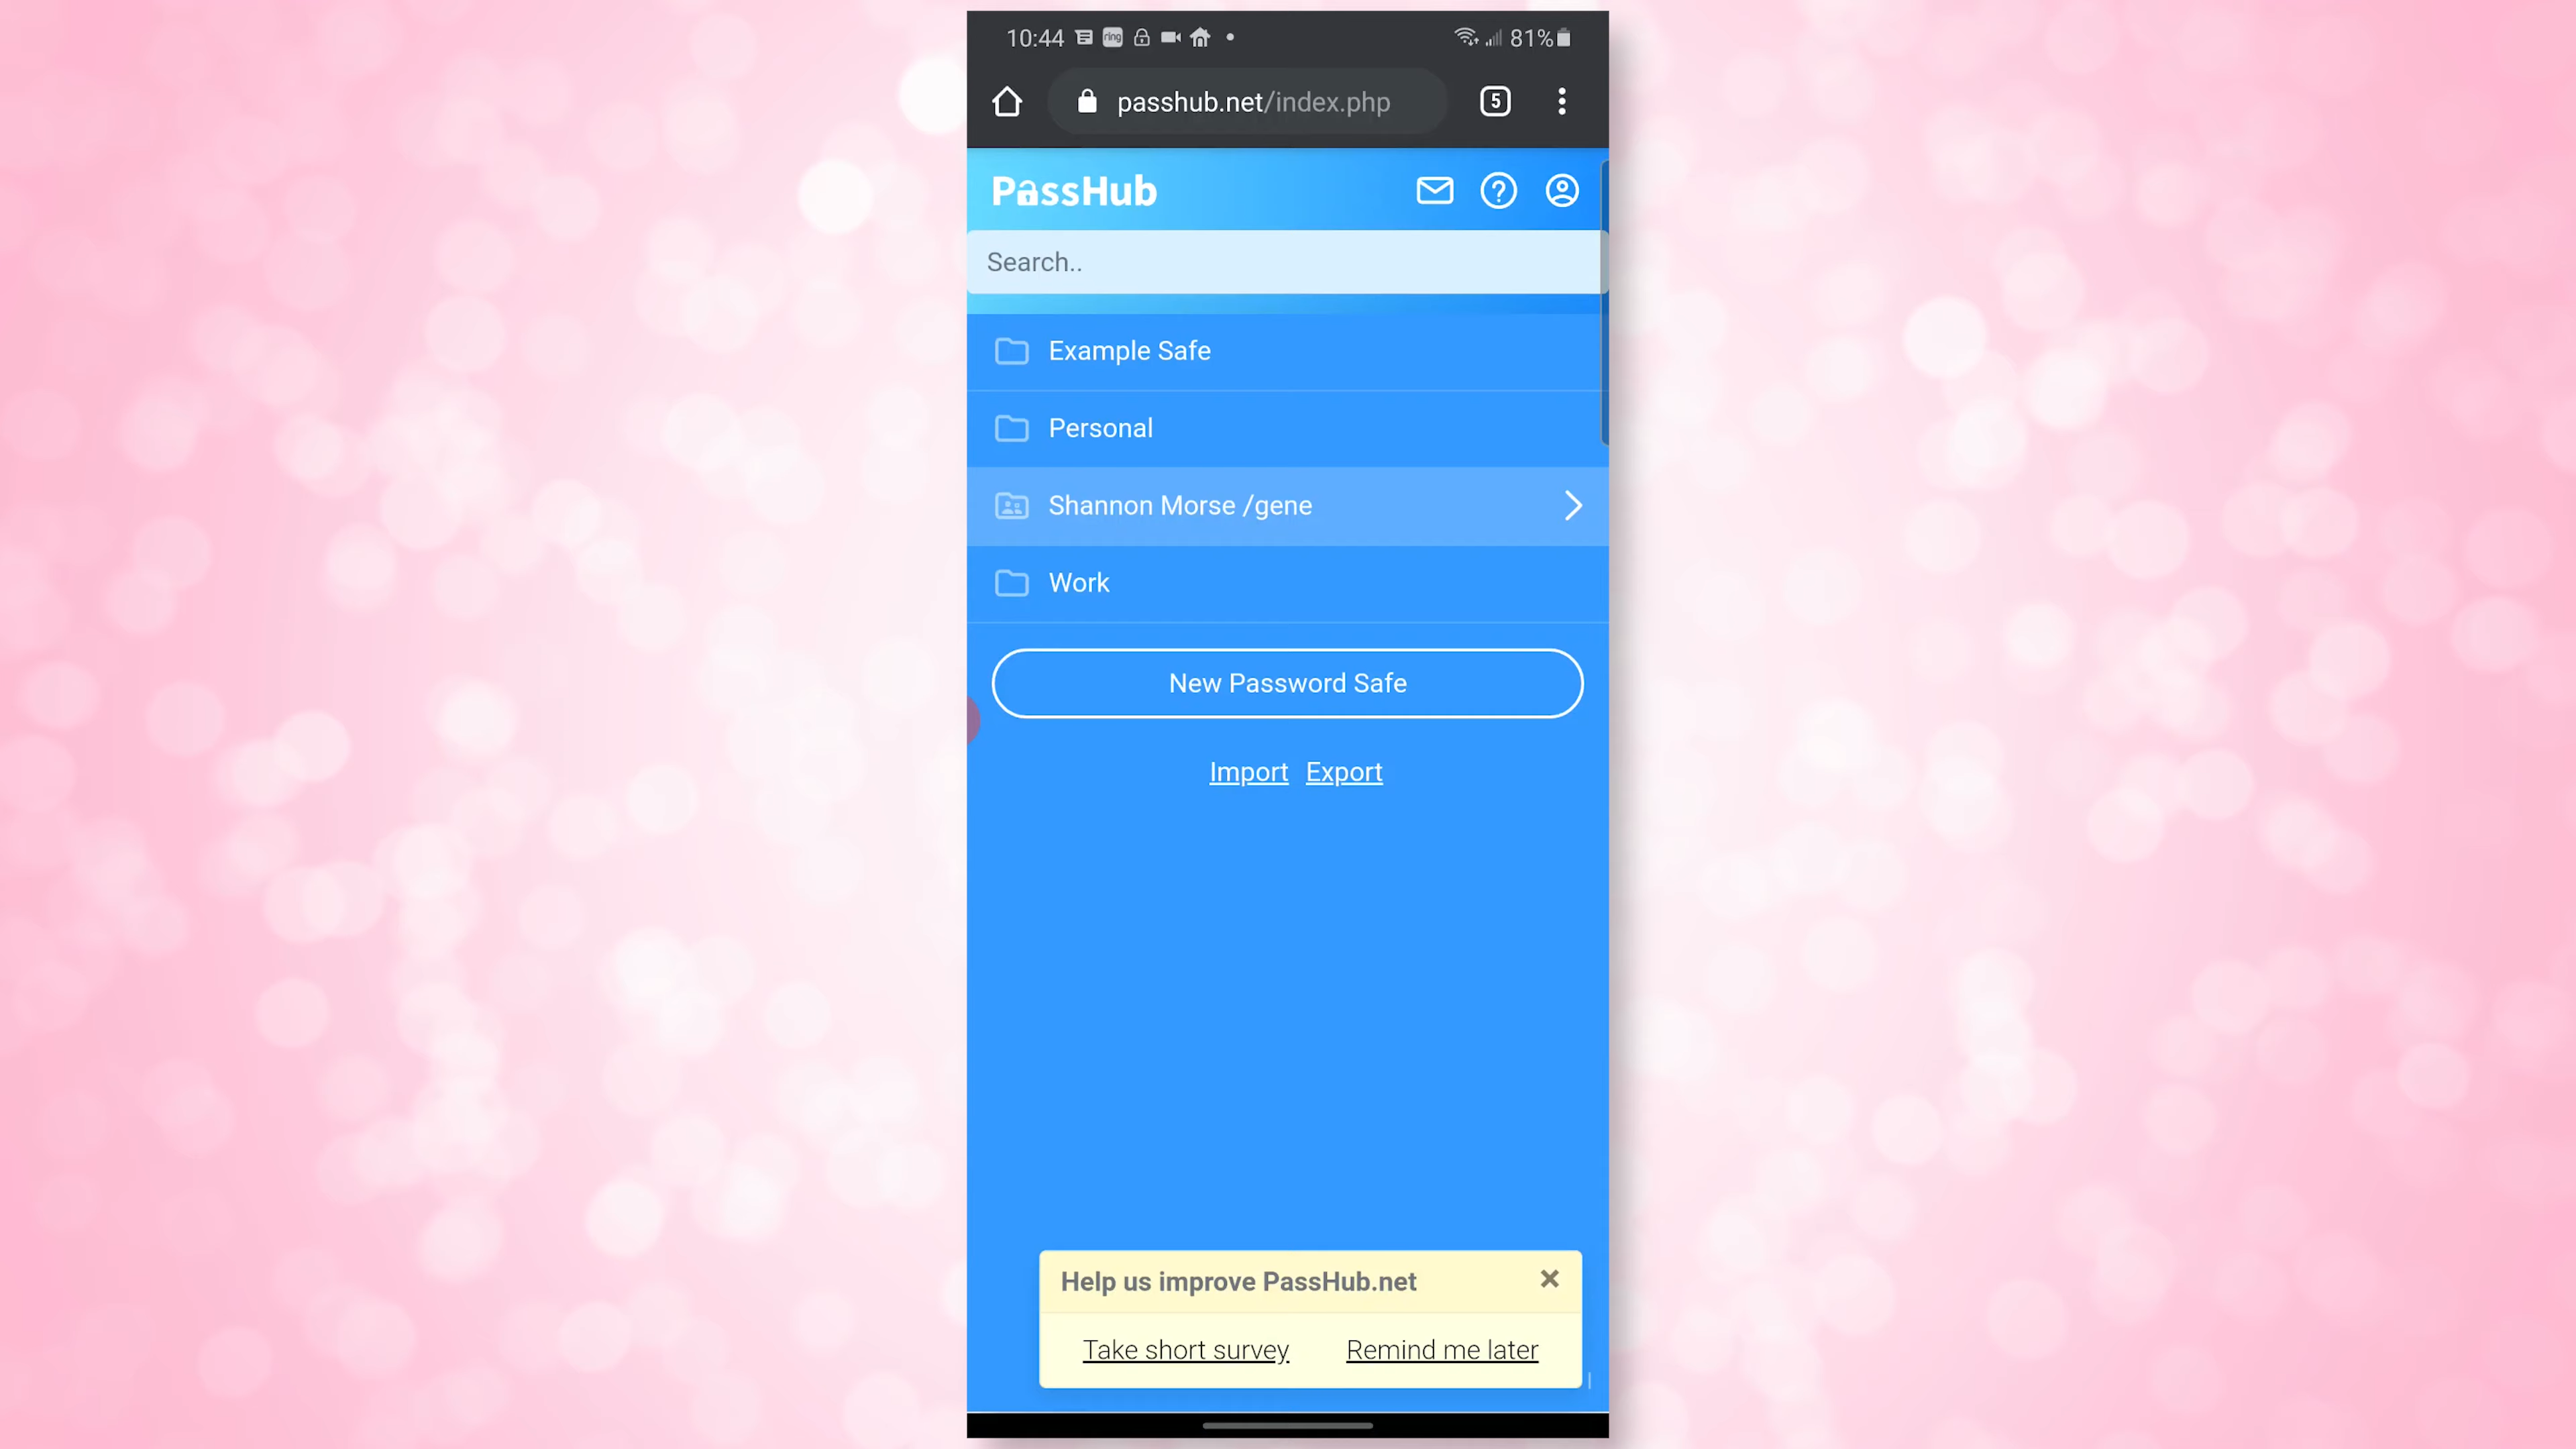 10:44 ring 81%
passhub.net/index.php 5
PassHub
Search..
Example Safe
Personal
Shannon Morse /gene
Work
New Password Safe
Import Export
Help us improve PassHub.net ×
Take short survey Remind me later